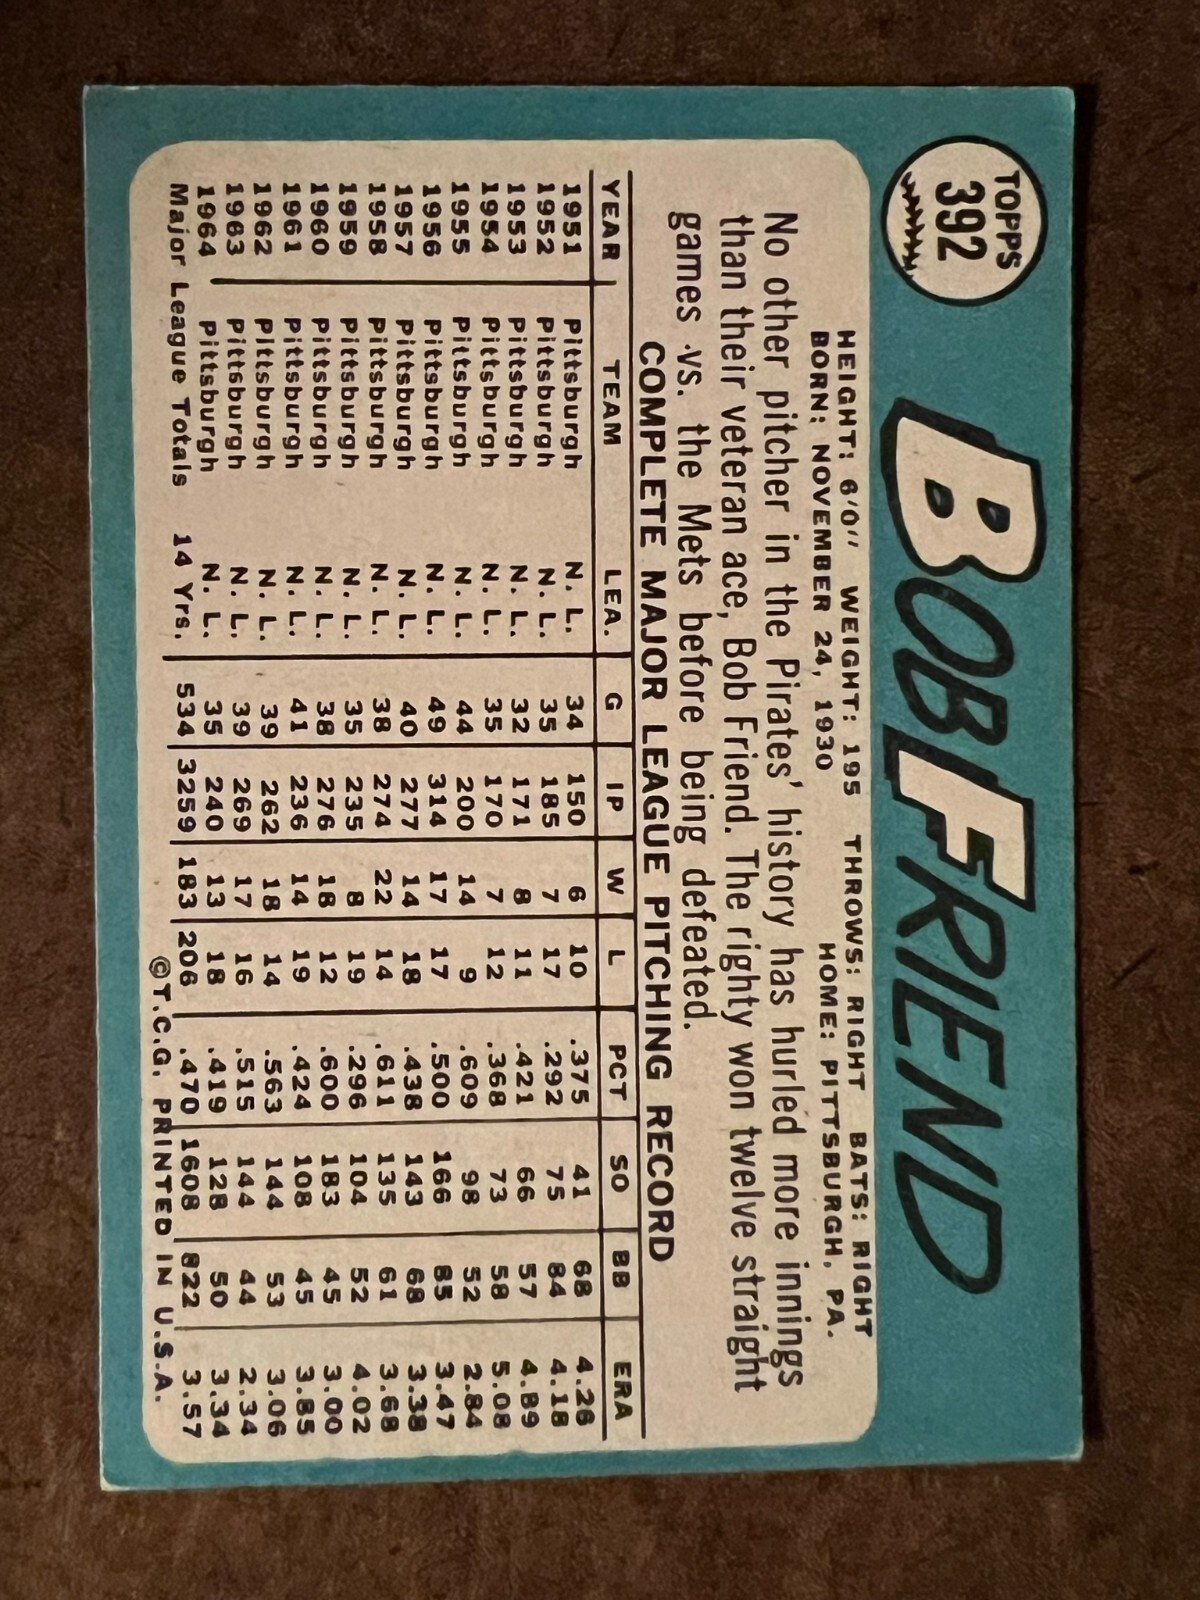 TOPPS
392
BOB FRIEND
HEIGHT: 6'0" WEIGHT: 195 THROWS: RIGHT BATS: RIGHT
BORN: NOVEMBER 24, 1930 HOME: PITTSBURGH, PA.
No other pitcher in the Pirates' history has hurled more innings
than their veteran ace, Bob Friend. The righty won twelve straight
games vs. the Mets before being defeated.
COMPLETE MAJOR LEAGUE PITCHING RECORD
YEAR TEAM LEA. G IP W L PCT SO BB ERA
1951 Pittsburgh N. L. 34 150 6 10 .375 41 68 4.26
1952 Pittsburgh N. L. 35 185 7 17 .292 75 84 4.18
1953 Pittsburgh N. L. 32 171 8 11 .421 66 57 4.89
1954 Pittsburgh N. L. 35 170 7 12 .368 73 58 5.08
1955 Pittsburgh N. L. 44 200 14 9 .609 98 52 2.84
1956 Pittsburgh N. L. 49 314 17 17 .500 166 85 3.47
1957 Pittsburgh N. L. 40 277 14 18 .438 143 68 3.38
1958 Pittsburgh N. L. 38 274 22 14 .611 135 61 3.68
1959 Pittsburgh N. L. 35 235 8 19 .296 104 52 4.02
1960 Pittsburgh N. L. 38 276 18 12 .600 183 45 3.00
1961 Pittsburgh N. L. 41 236 14 19 .424 108 45 3.85
1962 Pittsburgh N. L. 39 262 18 14 .563 144 53 3.06
1963 Pittsburgh N. L. 39 269 17 16 .515 144 44 2.34
1964 Pittsburgh N. L. 35 240 13 18 .419 128 50 3.34
Major League Totals 14 Yrs. 534 3259 183 206 .470 1608 822 3.57
©T.C.G. PRINTED IN U.S.A.